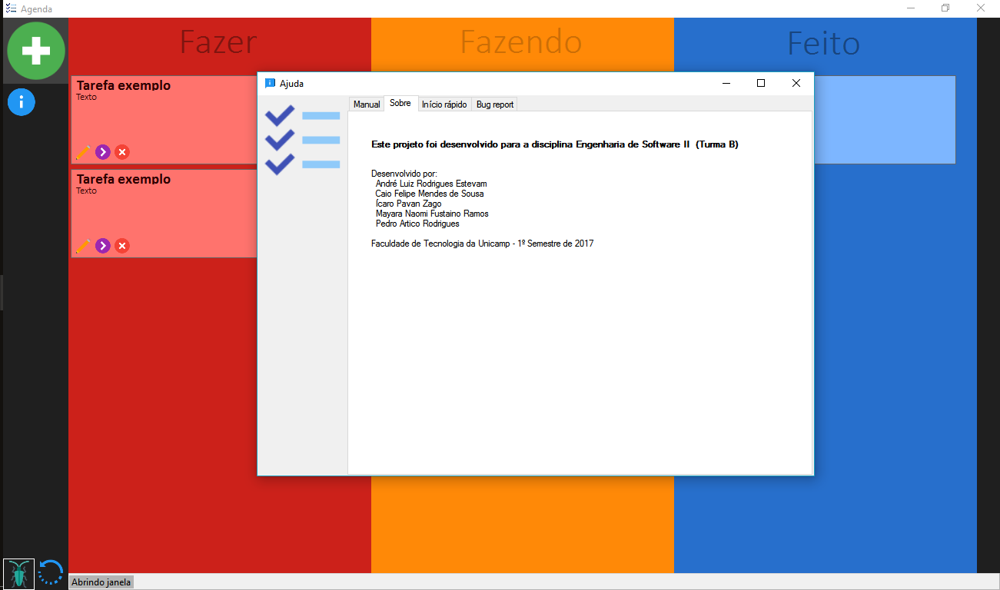 Agenda
Fazer
Fazendo
Feito
Tarefa exemplo
Texto
Tarefa exemplo
Texto
Ajuda
Manual
Sobre
Início rápido
Bug report
Este projeto foi desenvolvido para a disciplina Engenharia de Software II (Turma B)
Desenvolvido por:
André Luiz Rodrigues Estevam
Caio Felipe Mendes de Sousa
Ícaro Pavan Zago
Mayara Naomi Fustaino Ramos
Pedro Artico Rodrigues
Faculdade de Tecnologia da Unicamp - 1º Semestre de 2017
Abrindo janela